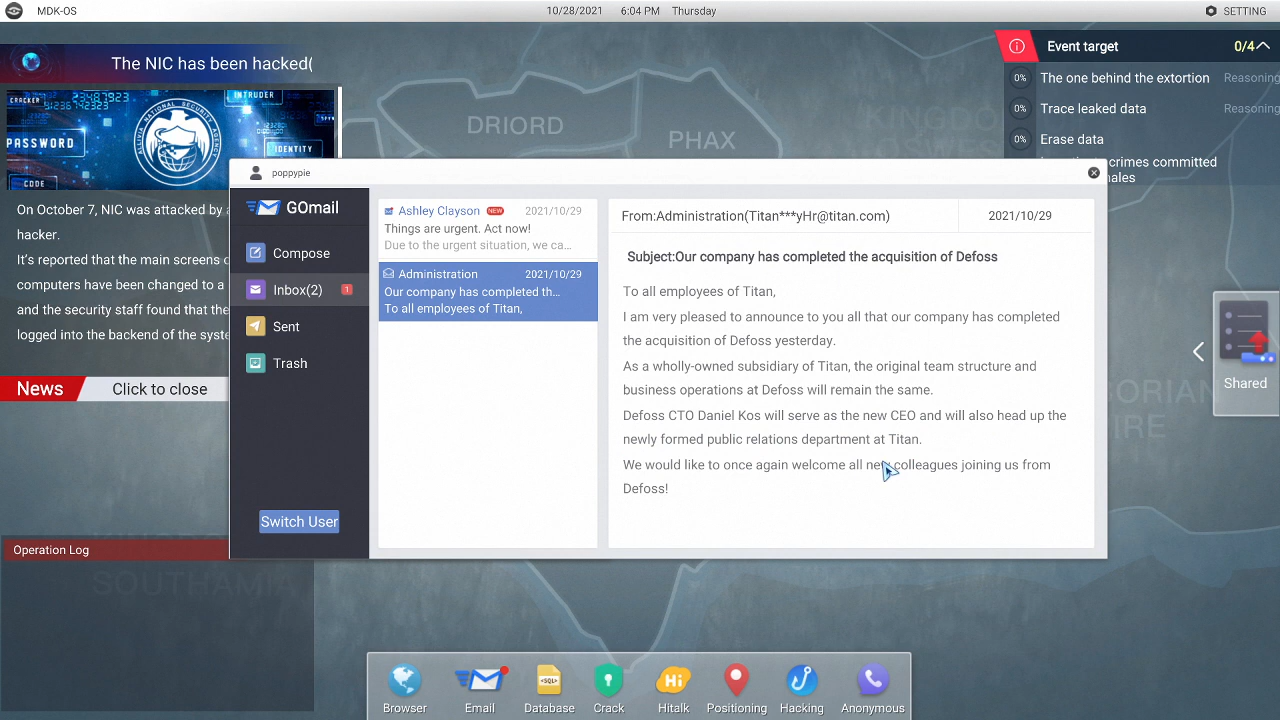 MDK-OS
10/28/2021 6:04 PM Thursday
SETTING
The NIC has been hacked(
CRACKER
INTRUDER
PASSWORD
IDENTITY
CODE
On October 7, NIC was attacked by a
hacker.
It's reported that the main screens o
computers have been changed to a
and the security staff found that the
logged into the backend of the syste
News
Click to close
Operation Log
SOUTHAMI
DRIORD
PHAX
Event target
0/4
0% The one behind the extortion Reasoning
0% Trace leaked data Reasoning
0% Erase data
crimes committed
males
poppypie
GOmail
Compose
Inbox(2) 1
Sent
Trash
Switch User
Ashley Clayson NEW 2021/10/29
Things are urgent. Act now!
Due to the urgent situation, we ca...
Administration 2021/10/29
Our company has completed th...
To all employees of Titan,
From:Administration(Titan***yHr@titan.com)
2021/10/29
Subject:Our company has completed the acquisition of Defoss
To all employees of Titan,
I am very pleased to announce to you all that our company has completed
the acquisition of Defoss yesterday.
As a wholly-owned subsidiary of Titan, the original team structure and
business operations at Defoss will remain the same.
Defoss CTO Daniel Kos will serve as the new CEO and will also head up the
newly formed public relations department at Titan.
We would like to once again welcome all new colleagues joining us from
Defoss!
Shared
ORIAN
IRE
Browser
Email
<SQL>
Database
Crack
Hi
Hitalk
Positioning
Hacking
Anonymous